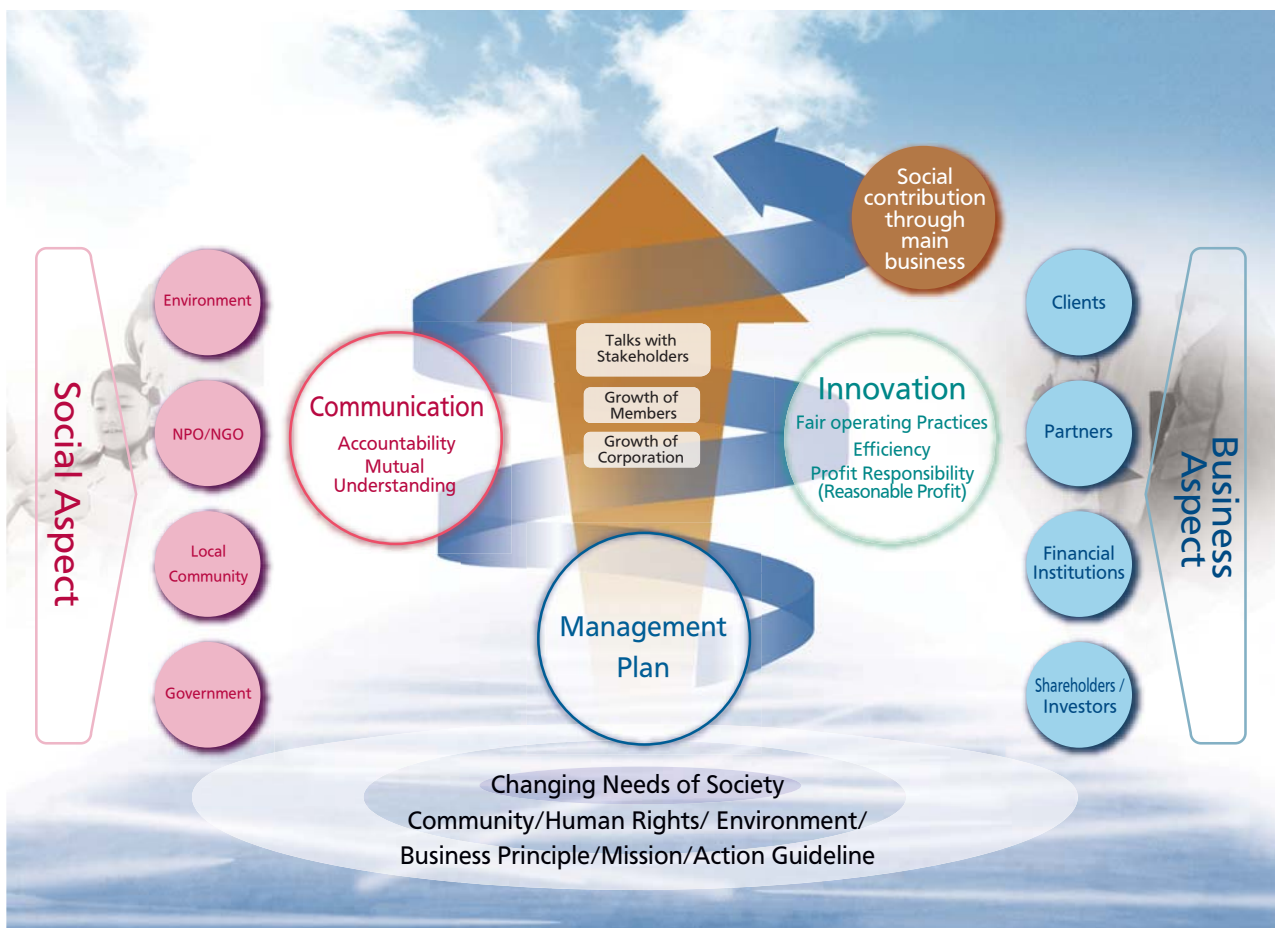 Social
contribution
through
main
business
Social Aspect
Environment
NPO/NGO
Local
Community
Government
Communication
Accountability
Mutual
Understanding
Talks with
Stakeholders
Growth of
Members
Growth of
Corporation
Innovation
Fair operating Practices
Efficiency
Profit Responsibility
(Reasonable Profit)
Clients
Partners
Financial
Institutions
Shareholders /
Investors
Business
Aspect
Management
Plan
Changing Needs of Society
Community/Human Rights/ Environment/
Business Principle/Mission/Action Guideline